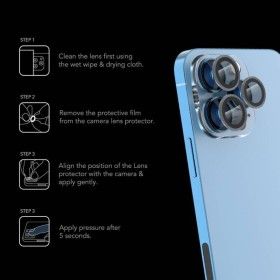 STEP 1
Clean the lens first using
the wet wipe & drying cloth.
STEP 2
Remove the protective film
from the camera lens protector.
STEP 3
Align the position of the Lens
protector with the camera &
apply gently.
STEP 3
Apply pressure after
5 seconds.